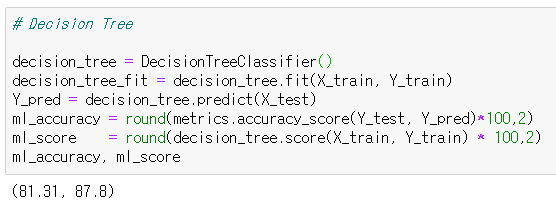 # Decision Tree
decision_tree = DecisionTreeClassifier()
decision_tree_fit = decision_tree.fit(X_train, Y_train)
Y_pred = decision_tree.predict(X_test)
ml_accuracy = round(metrics.accuracy_score(Y_test, Y_pred)*100,2)
ml_score = round(decision_tree.score(X_train, Y_train) * 100,2)
ml_accuracy, ml_score
(81.31, 87.8)